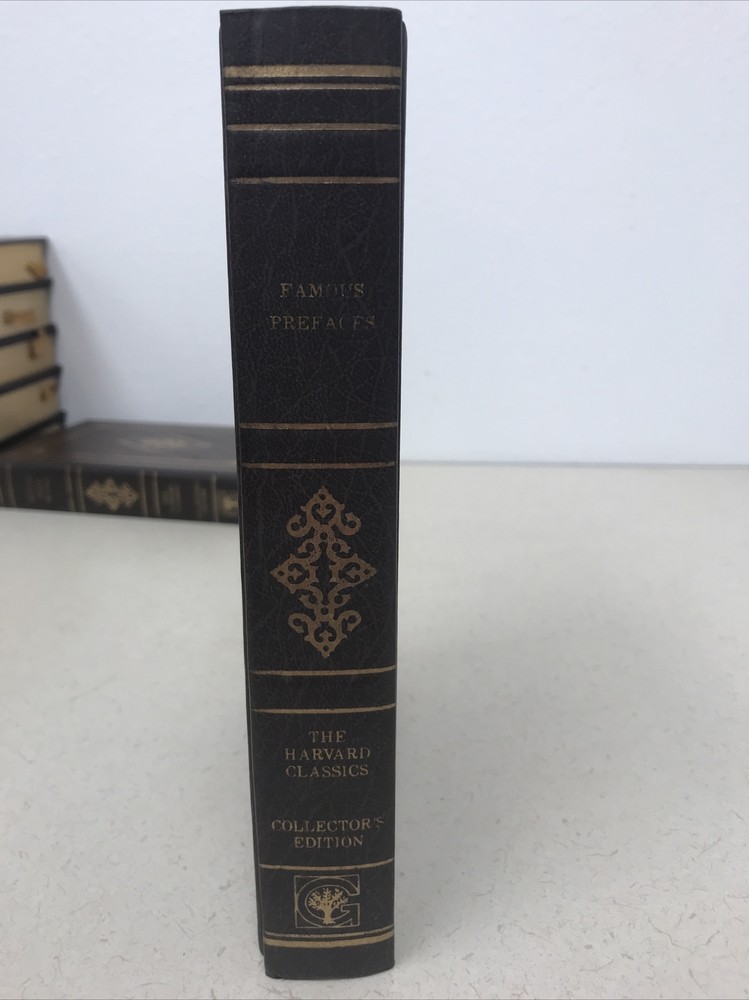 FAMOUS
PREFACES
THE
HARVARD
CLASSICS
COLLECTOR'S
EDITION
G